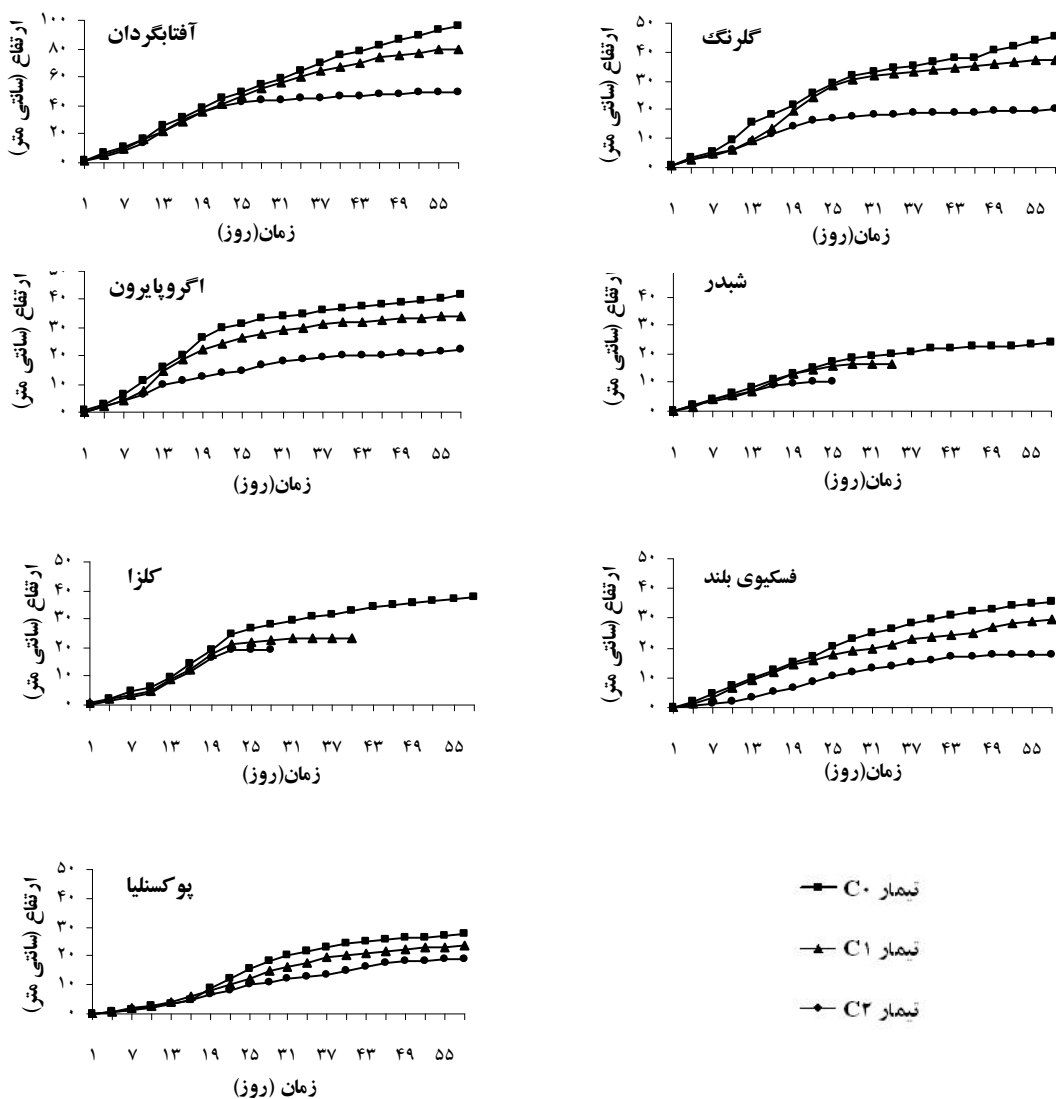 آفتابگردان
ارتفاع (سانتی متر)
۱۰۰
۸۰
۶۰
۴۰
۲۰
۰
۱ ۷ ۱۳ ۱۹ ۲۵ ۳۱ ۳۷ ۴۳ ۴۹ ۵۵
زمان(روز)
گلرنگ
ارتفاع (سانتی متر)
۵۰
۴۰
۳۰
۲۰
۱۰
۰
۱ ۷ ۱۳ ۱۹ ۲۵ ۳۱ ۳۷ ۴۳ ۴۹ ۵۵
زمان(روز)
اگروپایرون
ارتفاع (سانتی متر)
۵۰
۴۰
۳۰
۲۰
۱۰
۰
۱ ۷ ۱۳ ۱۹ ۲۵ ۳۱ ۳۷ ۴۳ ۴۹ ۵۵
زمان(روز)
شبدر
ارتفاع (سانتی متر)
۴۰
۳۰
۲۰
۱۰
۰
۱ ۷ ۱۳ ۱۹ ۲۵ ۳۱ ۳۷ ۴۳ ۴۹ ۵۵
زمان(روز)
کلزا
ارتفاع (سانتی متر)
۵۰
۴۰
۳۰
۲۰
۱۰
۰
۱ ۷ ۱۳ ۱۹ ۲۵ ۳۱ ۳۷ ۴۳ ۴۹ ۵۵
زمان(روز)
فسکیوی بلند
ارتفاع (سانتی متر)
۵۰
۴۰
۳۰
۲۰
۱۰
۰
۱ ۷ ۱۳ ۱۹ ۲۵ ۳۱ ۳۷ ۴۳ ۴۹ ۵۵
زمان(روز)
پوکسنلیا
ارتفاع (سانتی متر)
۵۰
۴۰
۳۰
۲۰
۱۰
۰
۱ ۷ ۱۳ ۱۹ ۲۵ ۳۱ ۳۷ ۴۳ ۴۹ ۵۵
زمان (روز)
تیمار C۰
تیمار C۱
تیمار C۲